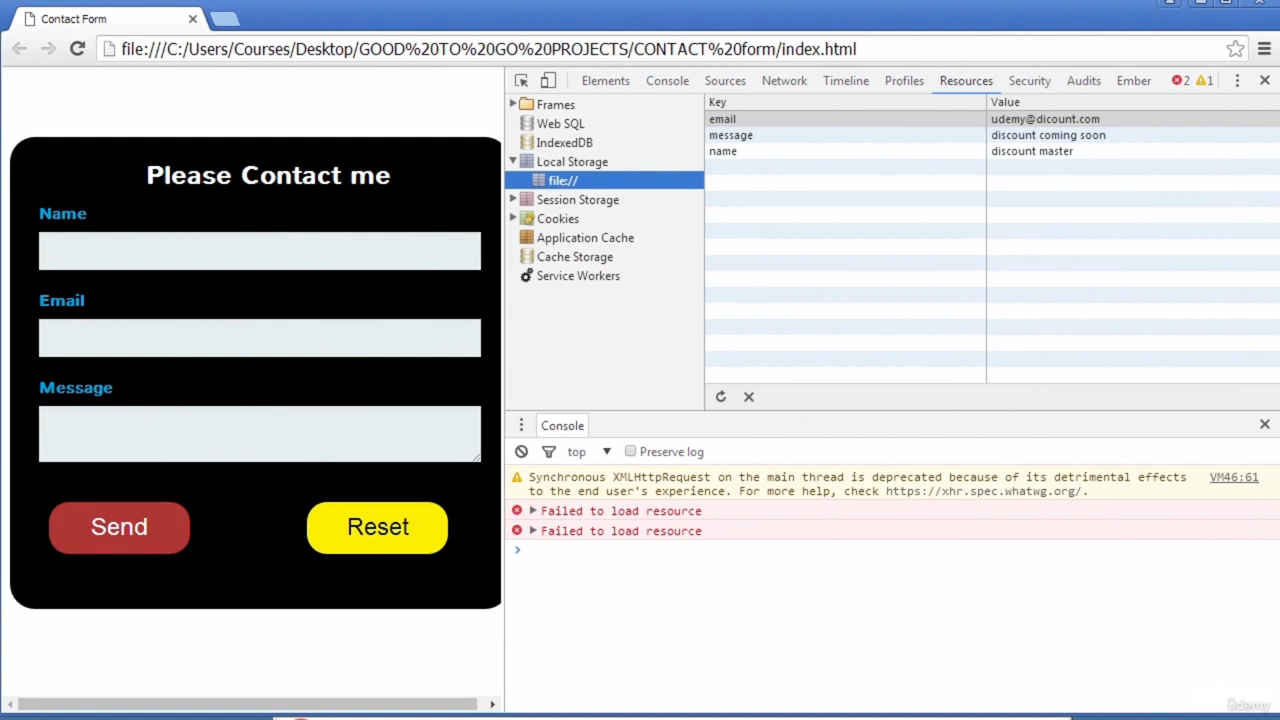 Contact Form
file:///C:/Users/Courses/Desktop/GOOD%20TO%20GO%20PROJECTS/CONTACT%20form/index.html
Please Contact me
Name
Email
Message
Send
Reset
Elements Console Sources Network Timeline Profiles Resources Security Audits Ember 2 1
Frames
Web SQL
IndexedDB
Local Storage
file://
Session Storage
Cookies
Application Cache
Cache Storage
Service Workers
Key Value
email udemy@dicount.com
message discount coming soon
name discount master
Console
top Preserve log
Synchronous XMLHttpRequest on the main thread is deprecated because of its detrimental effects VM46:61
to the end user's experience. For more help, check https://xhr.spec.whatwg.org/.
Failed to load resource
Failed to load resource
Udemy